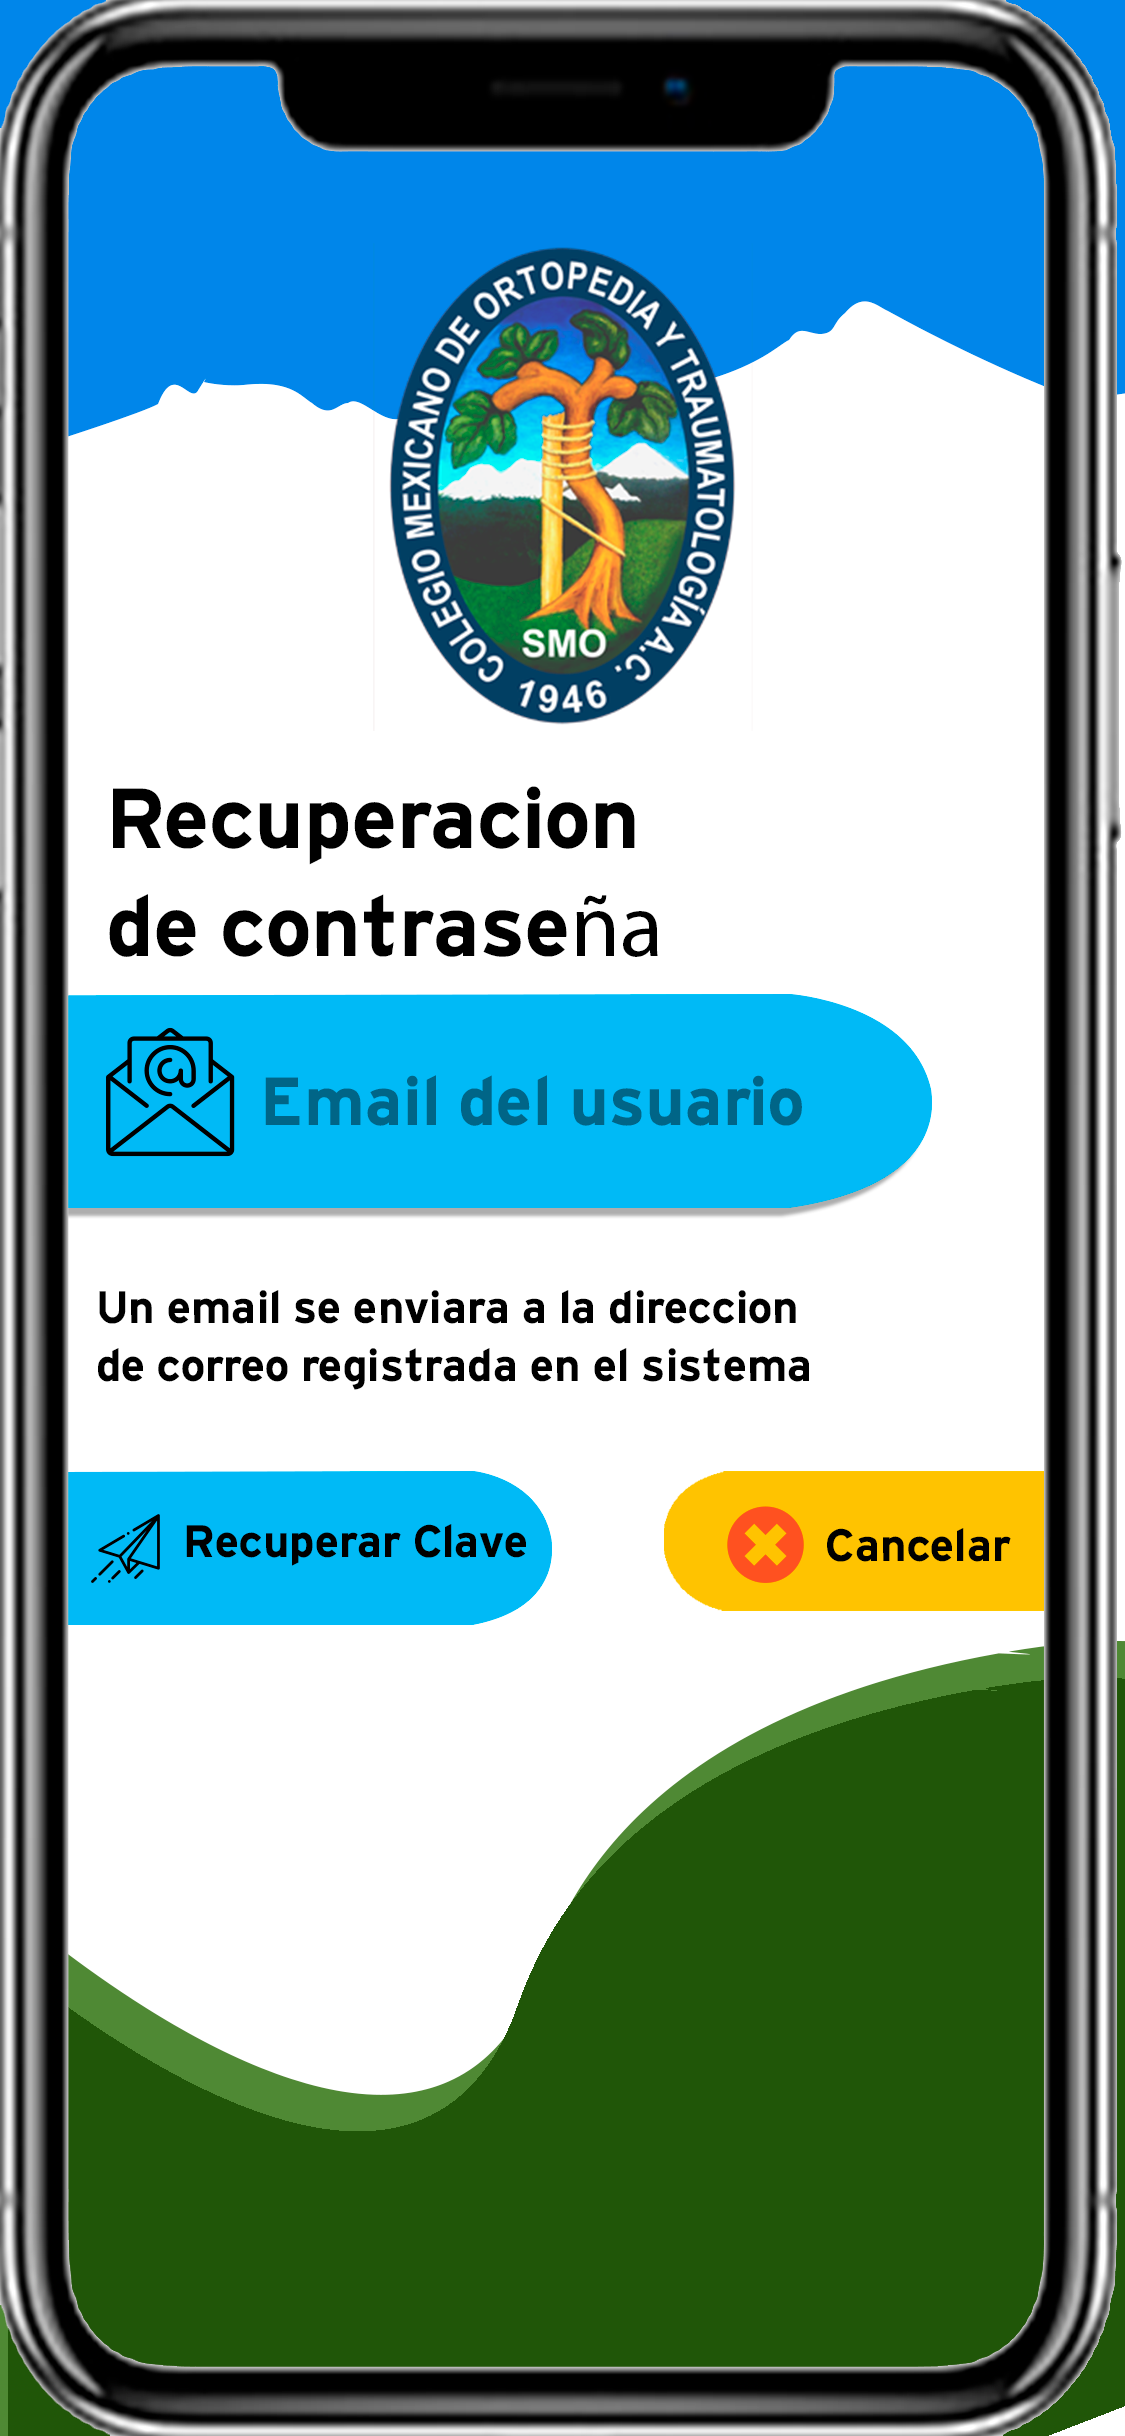 COLEGIO MEXICANO DE ORTOPEDIA Y TRAUMATOLOGÍA A.C.
SMO
1946
Recuperacion
de contraseña
Email del usuario
Un email se enviara a la direccion
de correo registrada en el sistema
Recuperar Clave
Cancelar